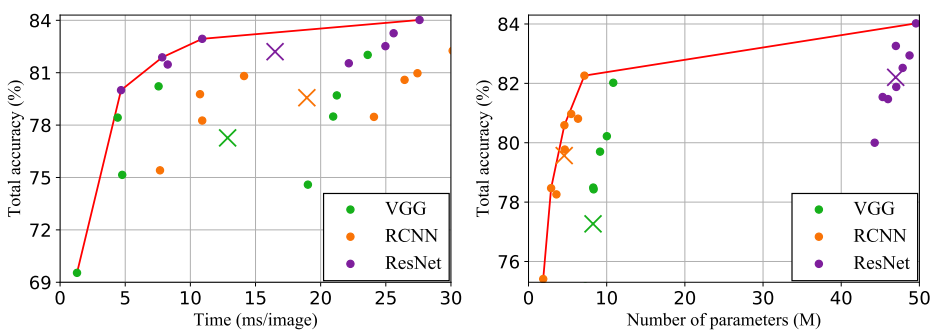 84
81
78
75
72
69
0
5
10
15
20
25
30
Total accuracy (%)
Time (ms/image)
VGG
RCNN
ResNet
84
82
80
78
76
0
10
20
30
40
50
Total accuracy (%)
Number of parameters (M)
VGG
RCNN
ResNet